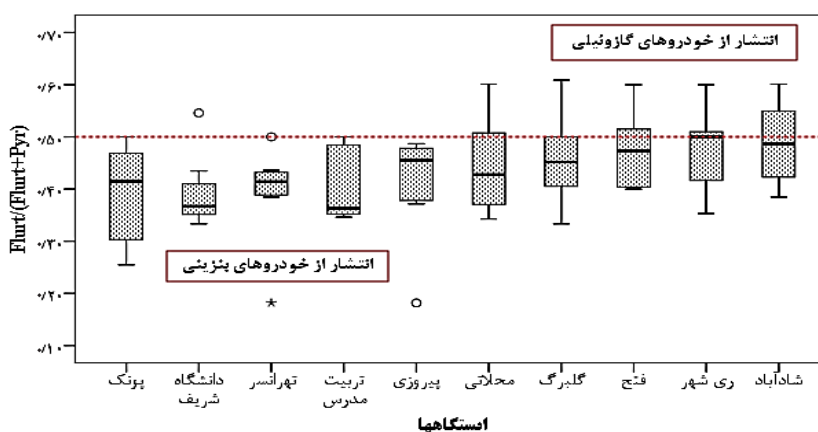 انتشار از خودروهای گازوئیلی
انتشار از خودروهای بنزینی
Flurt/(Flurt+Pyr)
۰/۷۰
۰/۶۰
۰/۵۰
۰/۴۰
۰/۳۰
۰/۲۰
۰/۱۰
پونک
دانشگاه
شریف
تهرانسر
تربیت
مدرس
پیروزی
محلاتی
گلبرگ
فتح
ری شهر
شادآباد
ایستگاهها